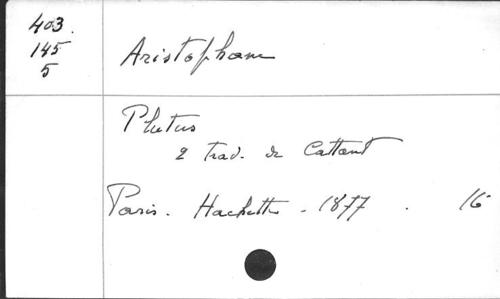 403.
145
5
Aristophane
Plutus
2 trad. de Cattant
Paris. Hachette. 1877. 16°